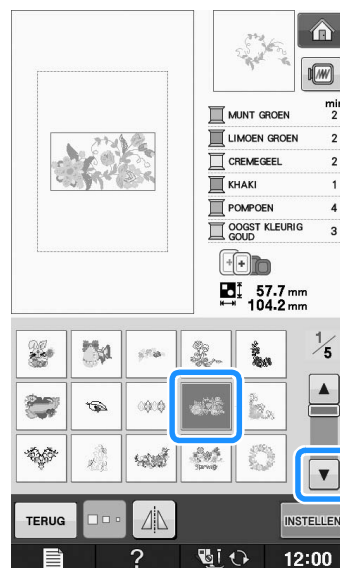 min
MUNT GROEN 2
LIMOEN GROEN 2
CREMEGEEL 2
KHAKI 1
POMPOEN 4
OOGST KLEURIG
GOUD 3
57.7 mm
104.2 mm
1/5
TERUG
INSTELLEN
?
12:00